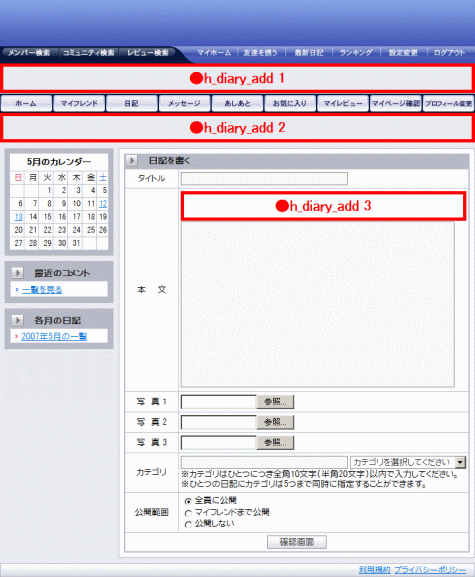 メンバー検索 コミュニティ検索 レビュー検索 マイホーム 友達を誘う 最新日記 ランキング 設定変更 ログアウト
●h_diary_add 1
ホーム マイフレンド 日記 メッセージ あしあと お気に入り マイレビュー マイページ確認 プロフィール変更
●h_diary_add 2
5月のカレンダー
日 月 火 水 木 金 土
1 2 3 4 5
6 7 8 9 10 11 12
13 14 15 16 17 18 19
20 21 22 23 24 25 26
27 28 29 30 31
最近のコメント
一覧を見る
各月の日記
2007年5月の一覧
日記を書く
タイトル
●h_diary_add 3
本 文
写 真 1 参照...
写 真 2 参照...
写 真 3 参照...
カテゴリ カテゴリを選択してください
※カテゴリはひとつにつき全角10文字(半角20文字)以内で入力してください。
※ひとつの日記にカテゴリは5つまで同時に指定することができます。
公開範囲
全員に公開
マイフレンドまで公開
公開しない
確認画面
利用規約 プライバシーポリシー